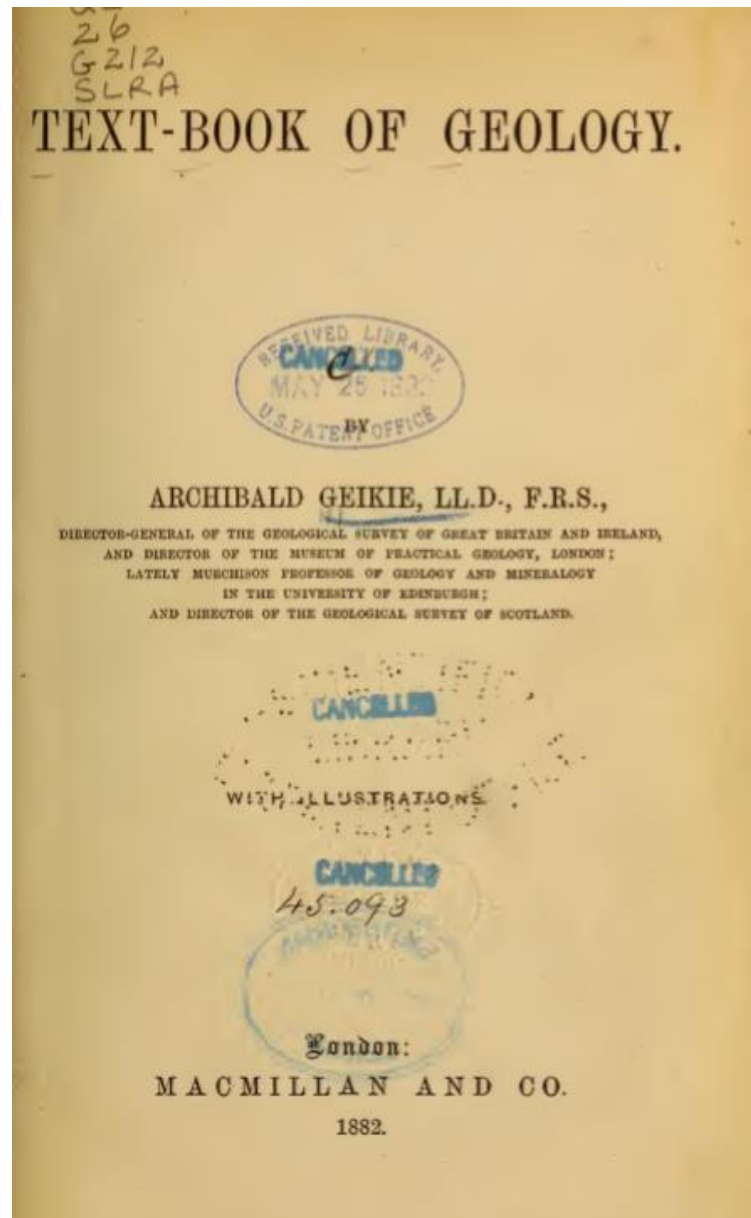 26
G212
SLRA
TEXT-BOOK OF GEOLOGY.
RECEIVED LIBRARY,
CANCELLED
MAY 25
U.S. PATENT OFFICE
BY
ARCHIBALD GEIKIE, LL.D., F.R.S.,
DIRECTOR-GENERAL OF THE GEOLOGICAL SURVEY OF GREAT BRITAIN AND IRELAND,
AND DIRECTOR OF THE MUSEUM OF PRACTICAL GEOLOGY, LONDON;
LATELY MURCHISON PROFESSOR OF GEOLOGY AND MINERALOGY
IN THE UNIVERSITY OF EDINBURGH;
AND DIRECTOR OF THE GEOLOGICAL SURVEY OF SCOTLAND.
CANCELLED
WITH ILLUSTRATIONS
CANCELLED
45.093
London:
MACMILLAN AND CO.
1882.